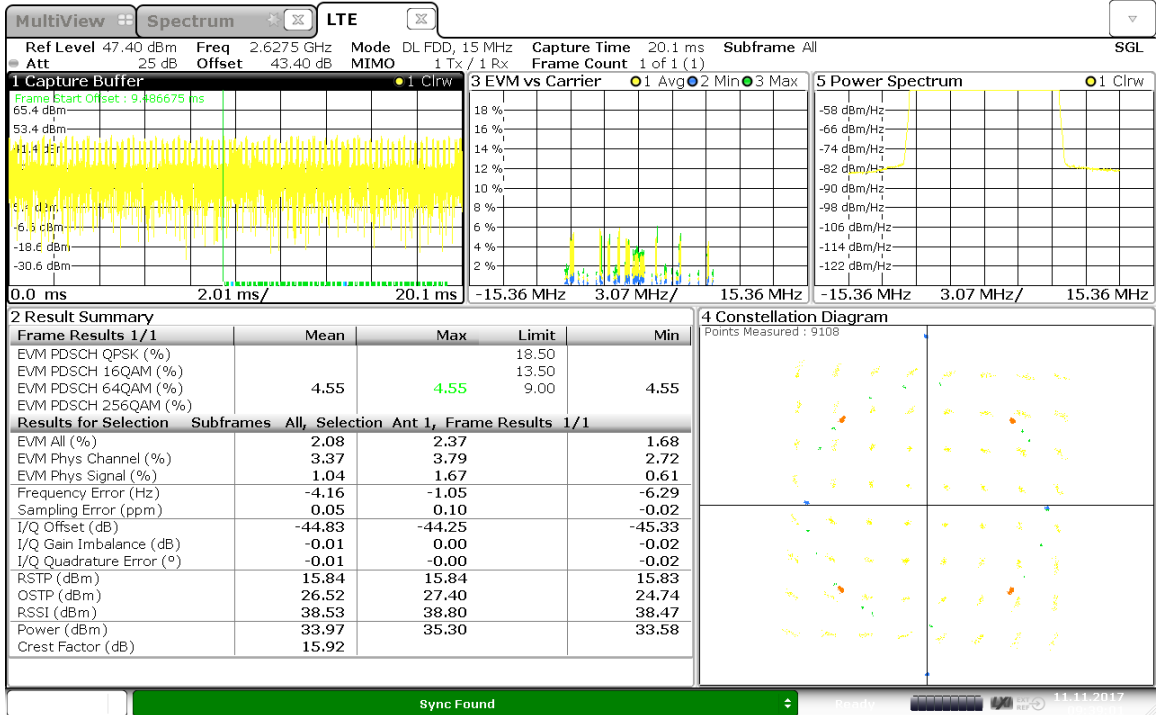 MultiView Spectrum LTE
Ref Level 47.40 dBm Freq 2.6275 GHz Mode DL FDD, 15 MHz Capture Time 20.1 ms Subframe All SGL
Att 25 dB Offset 43.40 dB MIMO 1 Tx / 1 Rx Frame Count 1 of 1 (1)
1 Capture Buffer 1 Clrw
Frame Start Offset : 9.486675 ms
65.4 dBm
53.4 dBm
41.4 dBm
-6.6 dBm
-18.6 dBm
-30.6 dBm
0.0 ms 2.01 ms/ 20.1 ms
3 EVM vs Carrier 1 Avg 2 Min 3 Max
18 %
16 %
14 %
12 %
10 %
8 %
6 %
4 %
2 %
-15.36 MHz 3.07 MHz/ 15.36 MHz
5 Power Spectrum 1 Clrw
-58 dBm/Hz
-66 dBm/Hz
-74 dBm/Hz
-82 dBm/Hz
-90 dBm/Hz
-98 dBm/Hz
-106 dBm/Hz
-114 dBm/Hz
-122 dBm/Hz
-15.36 MHz 3.07 MHz/ 15.36 MHz
2 Result Summary
Frame Results 1/1 Mean Max Limit Min
EVM PDSCH QPSK (%) 18.50
EVM PDSCH 16QAM (%) 13.50
EVM PDSCH 64QAM (%) 4.55 4.55 9.00 4.55
EVM PDSCH 256QAM (%)
Results for Selection Subframes All, Selection Ant 1, Frame Results 1/1
EVM All (%) 2.08 2.37 1.68
EVM Phys Channel (%) 3.37 3.79 2.72
EVM Phys Signal (%) 1.04 1.67 0.61
Frequency Error (Hz) -4.16 -1.05 -6.29
Sampling Error (ppm) 0.05 0.10 -0.02
I/Q Offset (dB) -44.83 -44.25 -45.33
I/Q Gain Imbalance (dB) -0.01 0.00 -0.02
I/Q Quadrature Error (º) -0.01 -0.00 -0.02
RSTP (dBm) 15.84 15.84 15.83
OSTP (dBm) 26.52 27.40 24.74
RSSI (dBm) 38.53 38.80 38.47
Power (dBm) 33.97 35.30 33.58
Crest Factor (dB) 15.92
4 Constellation Diagram
Points Measured : 9108
Sync Found
Ready
LXI
EXT
REF
11.11.2017